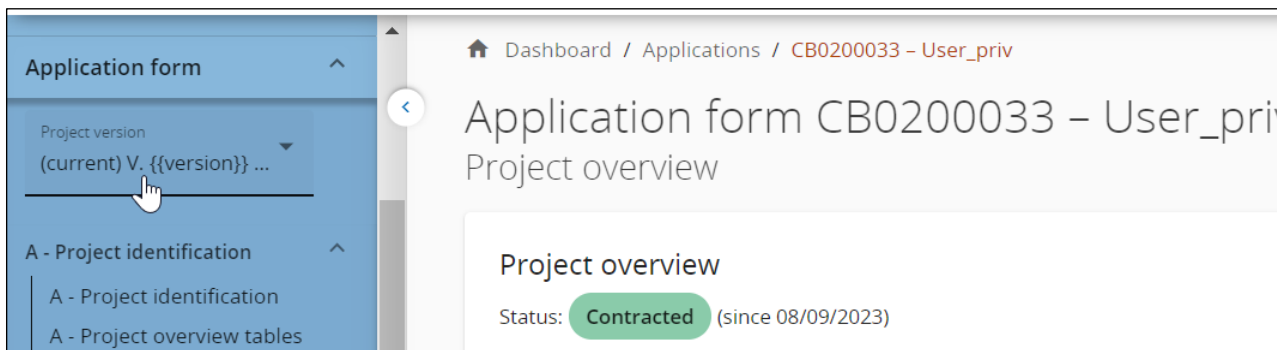 Application form
Project version
(current) V. {{version}} ...
A - Project identification
A - Project identification
A - Project overview tables
Dashboard / Applications / CB0200033 – User_priv
Application form CB0200033 – User_priv
Project overview
Project overview
Status: Contracted (since 08/09/2023)